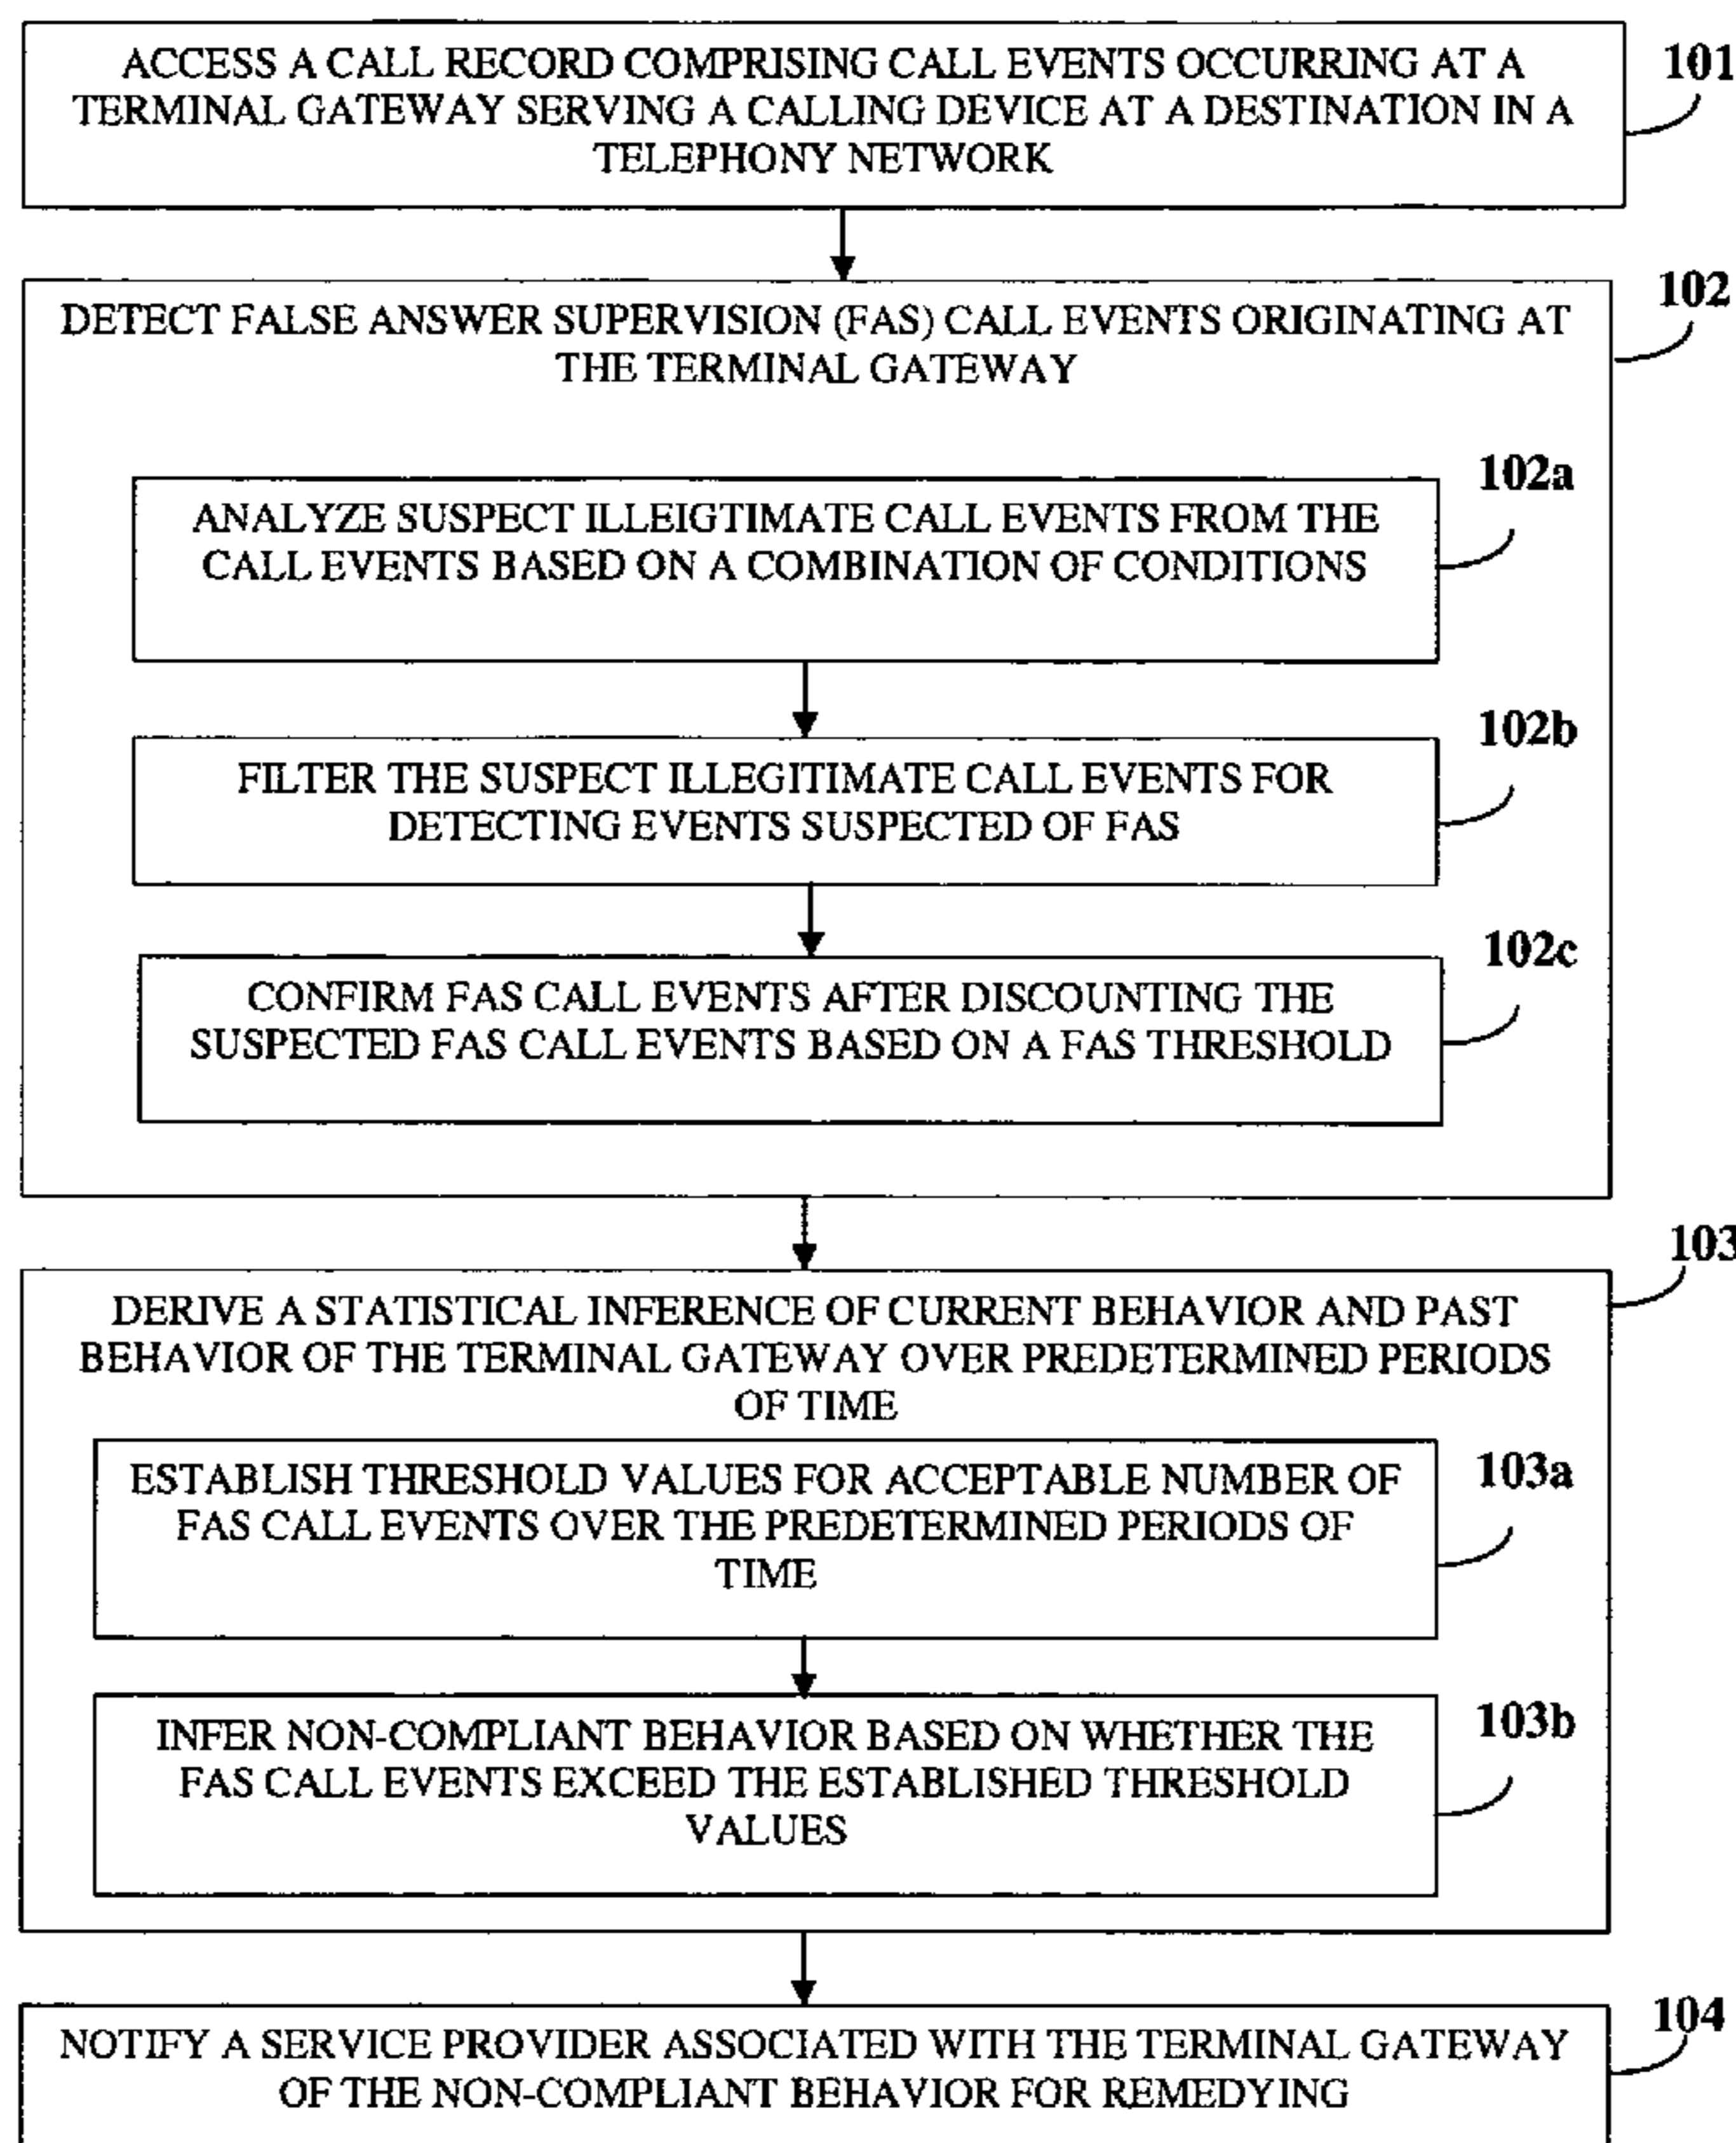 ACCESS A CALL RECORD COMPRISING CALL EVENTS OCCURRING AT A
TERMINAL GATEWAY SERVING A CALLING DEVICE AT A DESTINATION IN A
TELEPHONY NETWORK
101
DETECT FALSE ANSWER SUPERVISION (FAS) CALL EVENTS ORIGINATING AT
THE TERMINAL GATEWAY
102
ANALYZE SUSPECT ILLEIGTIMATE CALL EVENTS FROM THE
CALL EVENTS BASED ON A COMBINATION OF CONDITIONS
102a
FILTER THE SUSPECT ILLEGITIMATE CALL EVENTS FOR
DETECTING EVENTS SUSPECTED OF FAS
102b
CONFIRM FAS CALL EVENTS AFTER DISCOUNTING THE
SUSPECTED FAS CALL EVENTS BASED ON A FAS THRESHOLD
102c
DERIVE A STATISTICAL INFERENCE OF CURRENT BEHAVIOR AND PAST
BEHAVIOR OF THE TERMINAL GATEWAY OVER PREDETERMINED PERIODS
OF TIME
103
ESTABLISH THRESHOLD VALUES FOR ACCEPTABLE NUMBER OF
FAS CALL EVENTS OVER THE PREDETERMINED PERIODS OF
TIME
103a
INFER NON-COMPLIANT BEHAVIOR BASED ON WHETHER THE
FAS CALL EVENTS EXCEED THE ESTABLISHED THRESHOLD
VALUES
103b
NOTIFY A SERVICE PROVIDER ASSOCIATED WITH THE TERMINAL GATEWAY
OF THE NON-COMPLIANT BEHAVIOR FOR REMEDYING
104